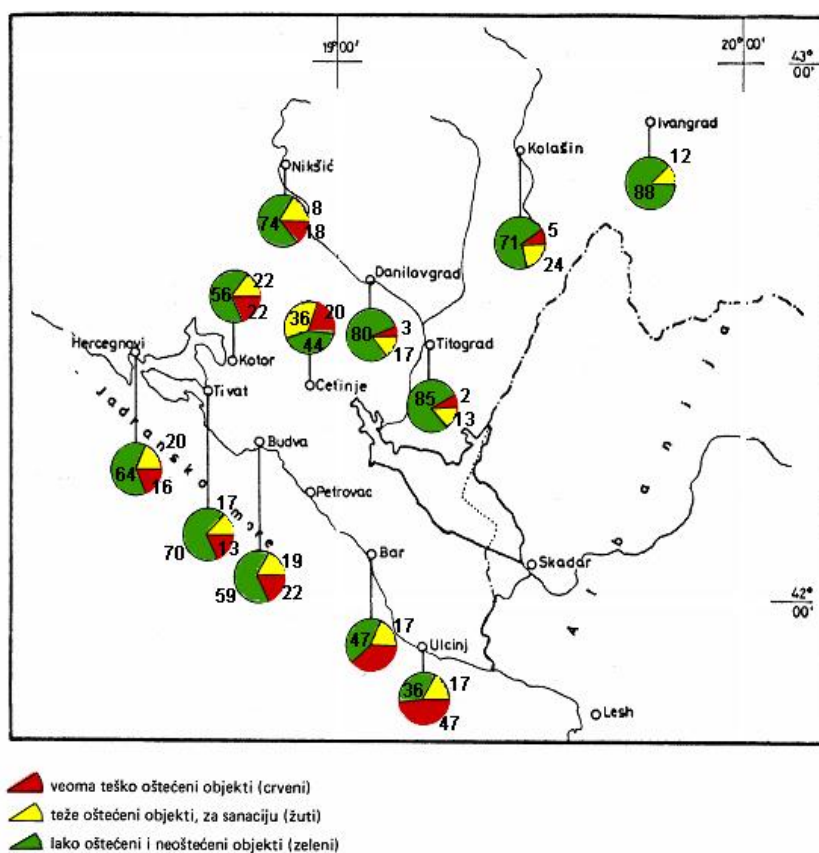 19°00'
20°00'
43°
00'
Ivangrad
12
88
Kolašin
5
71
24
Nikšić
8
74
18
Danilovgrad
3
80
17
22
56
22
Kotor
36
20
44
Cetinje
Titograd
2
85
13
Hercegnovi
20
64
16
Tivat
17
70
13
Budva
19
59
22
Jadransko more
Petrovac
Bar
17
47
Ulcinj
17
36
47
Skadar
Albanija
42°
00'
Lesh
veoma teško oštećeni objekti (crveni)
teže oštećeni objekti, za sanaciju (žuti)
lako oštećeni i neoštećeni objekti (zeleni)